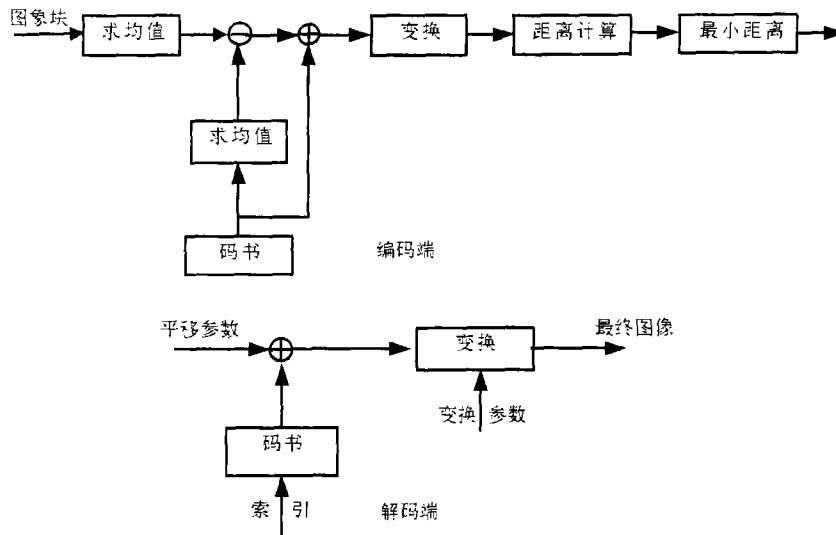 图象块
求均值
变换
距离计算
最小距离
求均值
码书
编码端
平移参数
变换
最终图像
变换 参数
码书
索 引
解码端